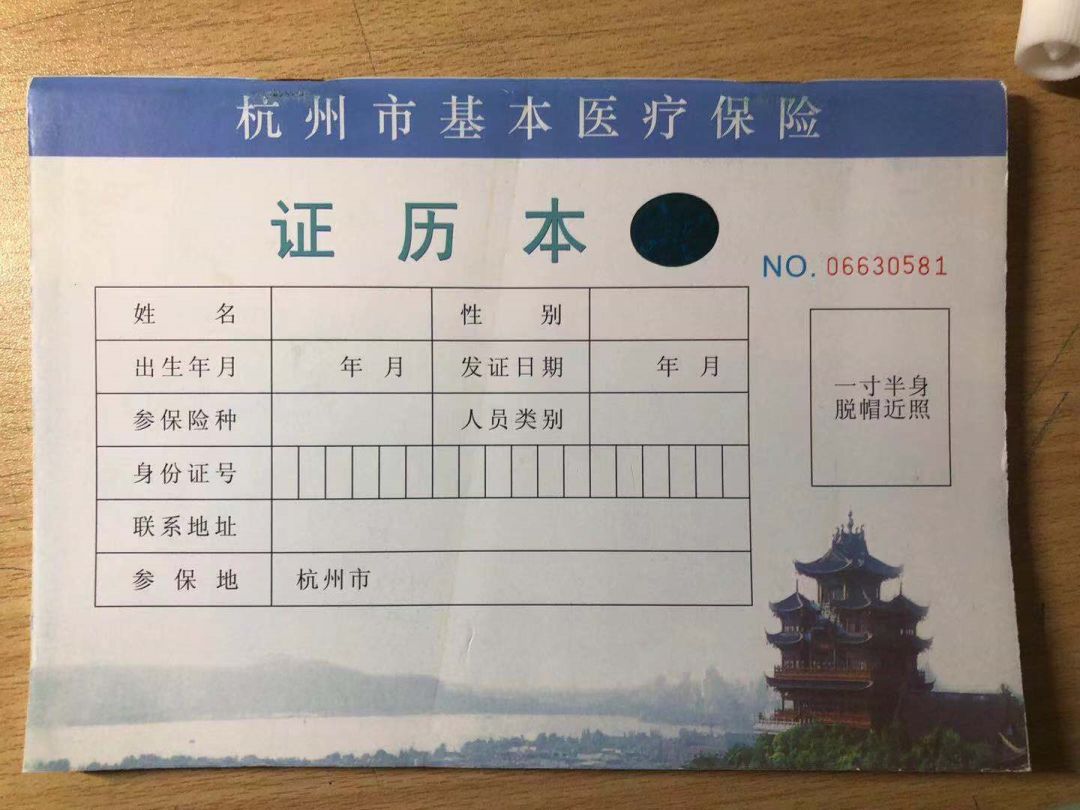 杭州市基本医疗保险
证历本
NO. 06630581
姓名 性别
出生年月 年 月 发证日期 年 月
参保险种 人员类别
一寸半身
脱帽近照
身份证号
联系地址
参保地 杭州市